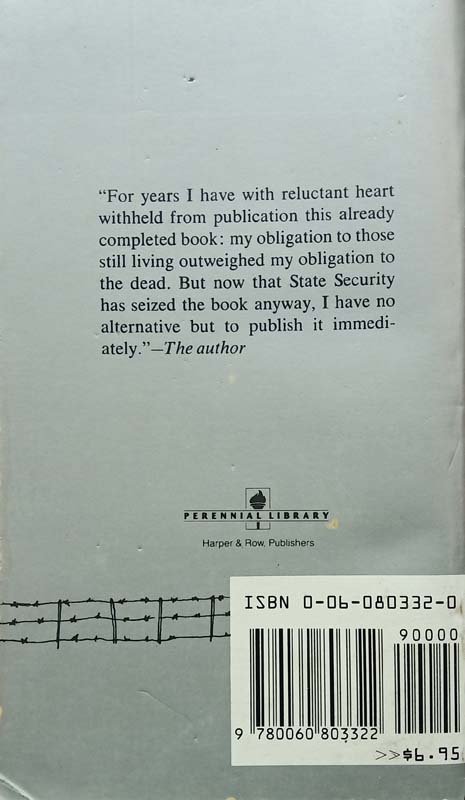 “For years I have with reluctant heart
withheld from publication this already
completed book: my obligation to those
still living outweighed my obligation to
the dead. But now that State Security
has seized the book anyway, I have no
alternative but to publish it immedi-
ately.”—The author
PERENNIAL LIBRARY
Harper & Row, Publishers
ISBN 0-06-080332-0
90000
9 780060 803322
>>$6.95